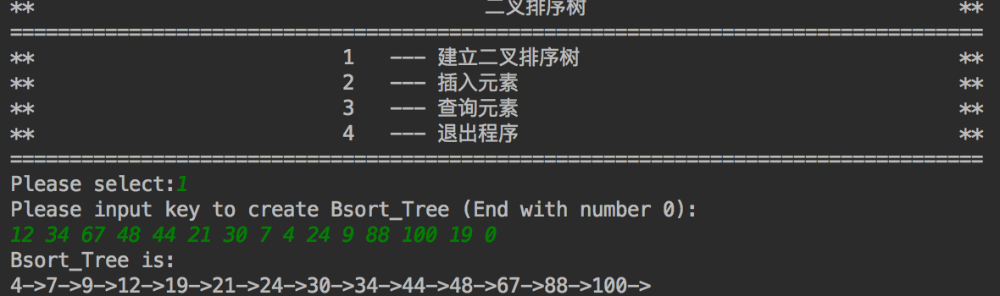 ** 二叉排序树 **
==================================================================================
** 1 --- 建立二叉排序树 **
** 2 --- 插入元素 **
** 3 --- 查询元素 **
** 4 --- 退出程序 **
==================================================================================
Please select:1
Please input key to create Bsort_Tree (End with number 0):
12 34 67 48 44 21 30 7 4 24 9 88 100 19 0
Bsort_Tree is:
4->7->9->12->19->21->24->30->34->44->48->67->88->100->